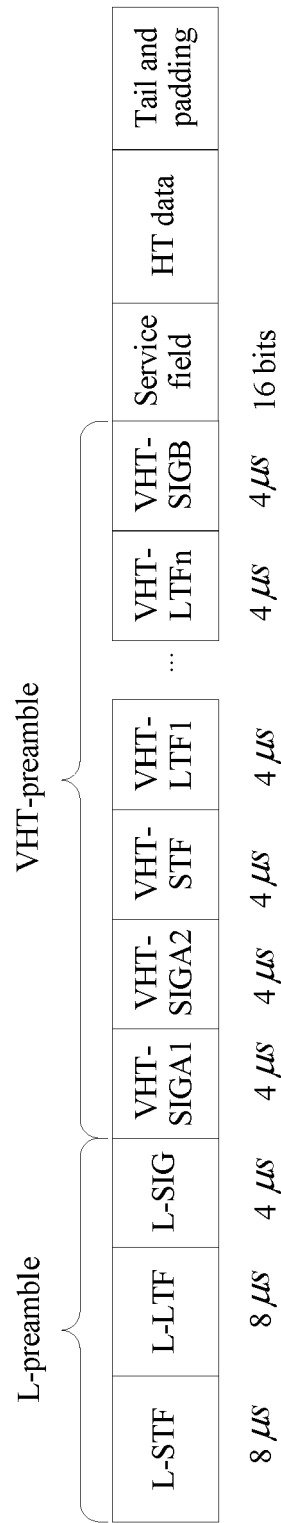 L-preamble
VHT-preamble
L-STF
L-LTF
L-SIG
VHT-
SIGA1
VHT-
SIGA2
VHT-
STF
VHT-
LTF1
...
VHT-
LTFn
VHT-
SIGB
Service
field
HT data
Tail and
padding
8 μs
8 μs
4 μs
4 μs
4 μs
4 μs
4 μs
4 μs
4 μs
16 bits